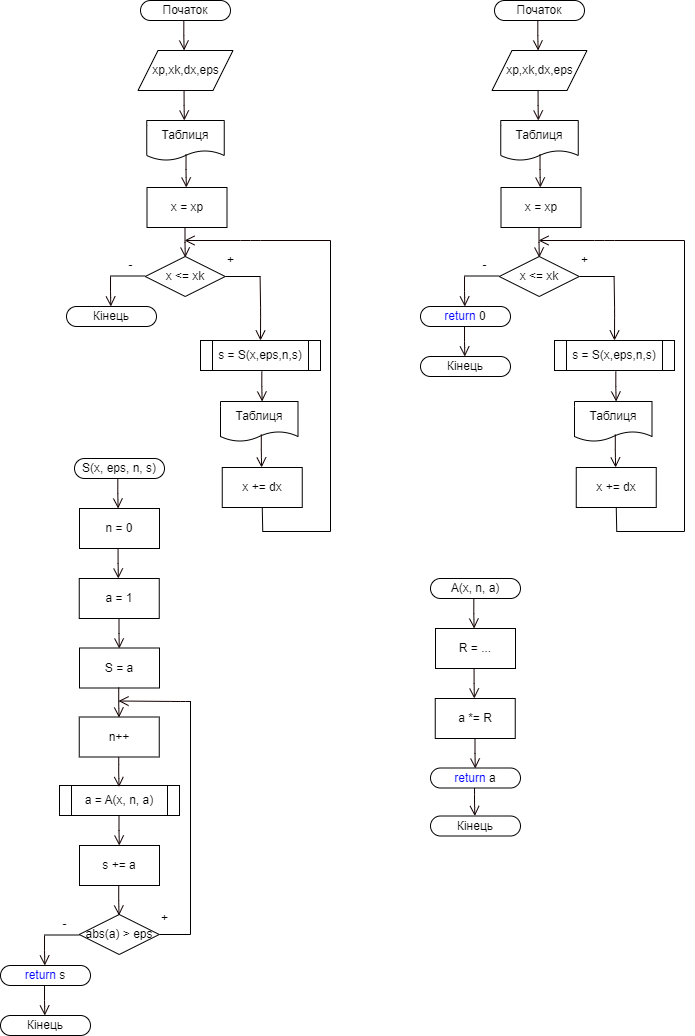 Початок
xp,xk,dx,eps
Таблиця
x = xp
x <= xk
-
+
Кінець
s = S(x,eps,n,s)
Таблиця
x += dx
Початок
xp,xk,dx,eps
Таблиця
x = xp
x <= xk
-
+
return 0
Кінець
s = S(x,eps,n,s)
Таблиця
x += dx
S(x, eps, n, s)
n = 0
a = 1
S = a
n++
a = A(x, n, a)
s += a
abs(a) > eps
-
+
return s
Кінець
A(x, n, a)
R = ...
a *= R
return a
Кінець